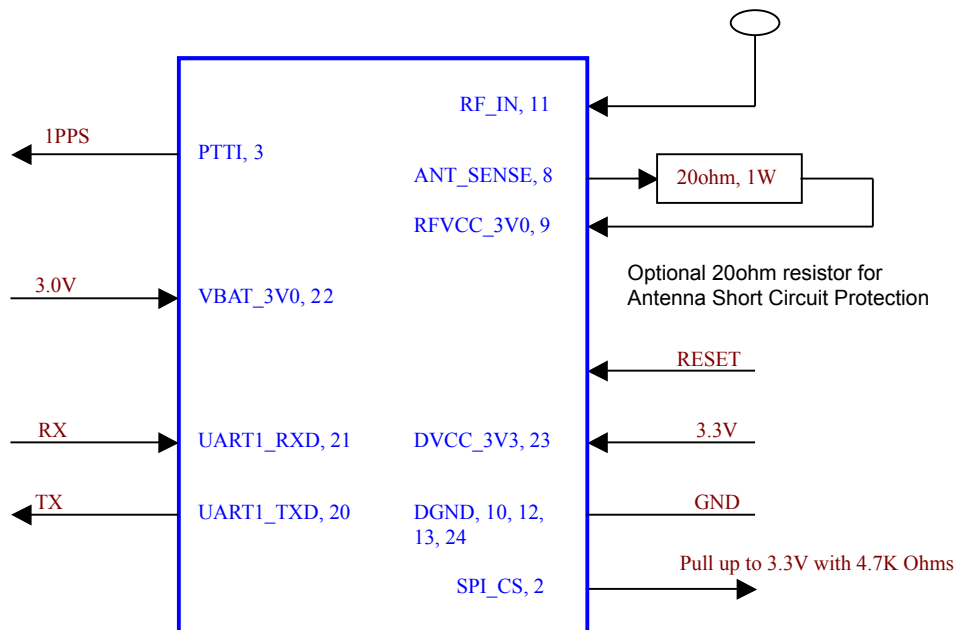 RF_IN, 11
1PPS
PTTI, 3
ANT_SENSE, 8
20ohm, 1W
RFVCC_3V0, 9
Optional 20ohm resistor for
Antenna Short Circuit Protection
3.0V
VBAT_3V0, 22
RESET
RX
UART1_RXD, 21
DVCC_3V3, 23
3.3V
TX
UART1_TXD, 20
DGND, 10, 12,
13, 24
GND
Pull up to 3.3V with 4.7K Ohms
SPI_CS, 2